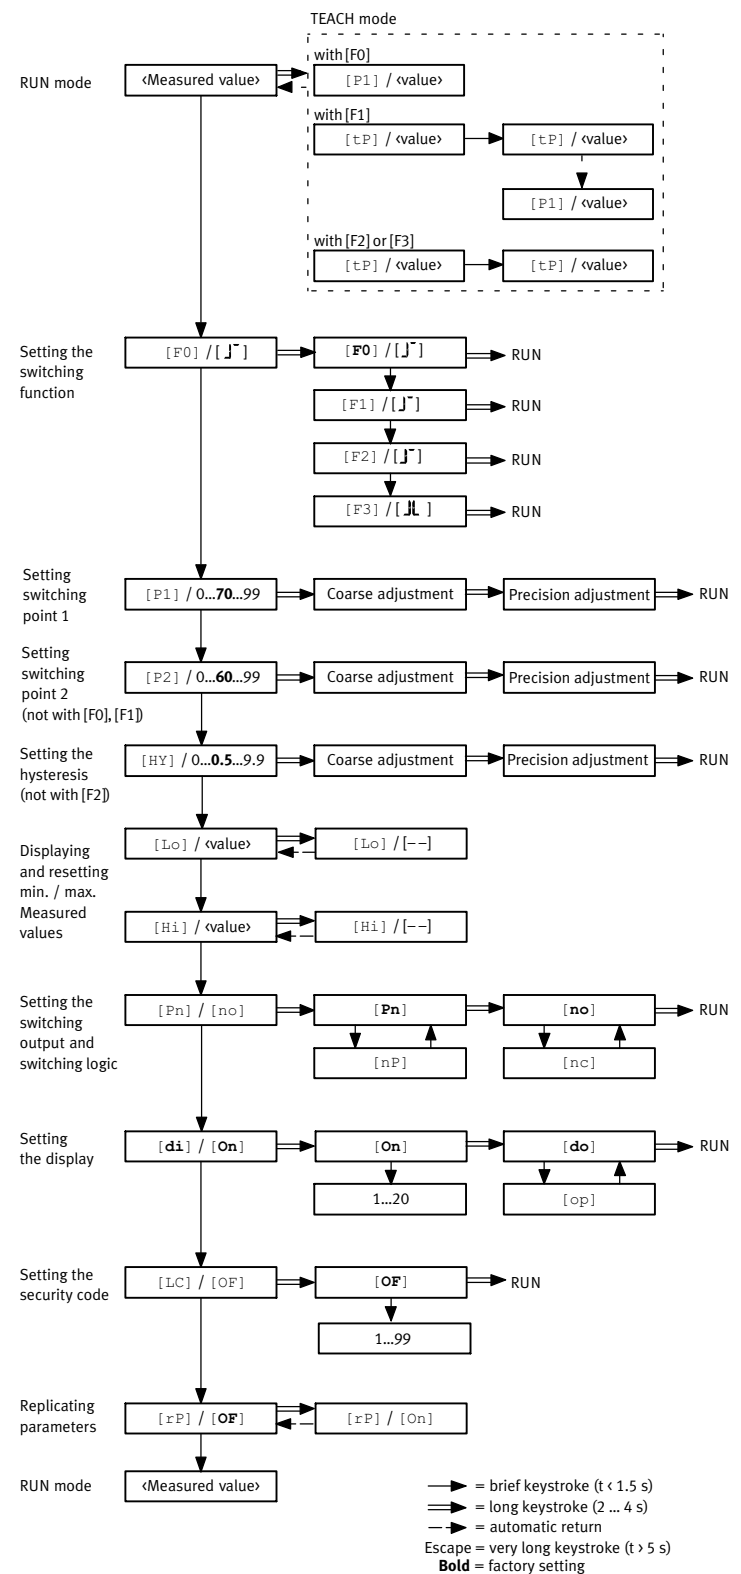 TEACH mode
with [F0]
RUN mode
‹Measured value›
[P1] / ‹value›
with [F1]
[tP] / ‹value›
[tP] / ‹value›
[P1] / ‹value›
with [F2] or [F3]
[tP] / ‹value›
[tP] / ‹value›
Setting the
switching
function
[F0] / [ ]
[F0] / [ ]
RUN
[F1] / [ ]
RUN
[F2] / [ ]
RUN
[F3] / [ ]
RUN
Setting
switching
point 1
[P1] / 0...70...99
Coarse adjustment
Precision adjustment
RUN
Setting
switching
point 2
(not with [F0], [F1])
[P2] / 0...60...99
Coarse adjustment
Precision adjustment
RUN
Setting the
hysteresis
(not with [F2])
[HY] / 0...0.5...9.9
Coarse adjustment
Precision adjustment
RUN
Displaying
and resetting
min. / max.
Measured
values
[Lo] / ‹value›
[Lo] / [––]
[Hi] / ‹value›
[Hi] / [––]
Setting the
switching
output and
switching logic
[Pn] / [no]
[Pn]
[no]
RUN
[nP]
[nc]
Setting
the display
[di] / [On]
[On]
[do]
RUN
1...20
[op]
Setting the
security code
[LC] / [OF]
[OF]
RUN
1...99
Replicating
parameters
[rP] / [OF]
[rP] / [On]
RUN mode
‹Measured value›
= brief keystroke (t ‹ 1.5 s)
= long keystroke (2 ... 4 s)
= automatic return
Escape = very long keystroke (t › 5 s)
Bold = factory setting